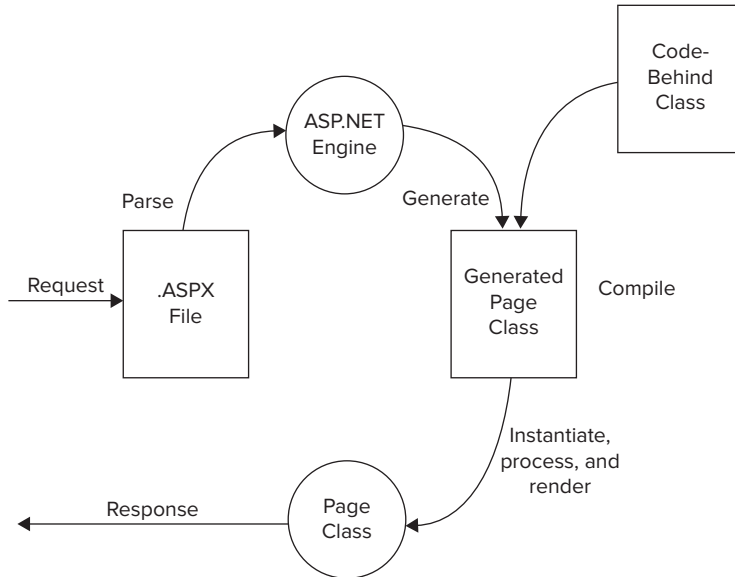 Code-
Behind
Class
ASP.NET
Engine
Parse
Generate
Request
.ASPX
File
Generated
Page
Class
Compile
Instantiate,
process, and
render
Response
Page
Class